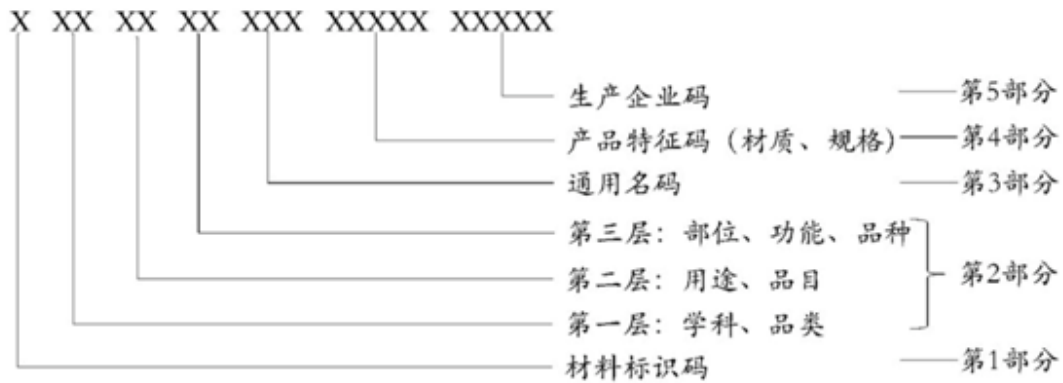 X XX XX XX XXX XXXXX XXXXX
生产企业码 第5部分
产品特征码（材质、规格） 第4部分
通用名码 第3部分
第三层：部位、功能、品种
第二层：用途、品目 第2部分
第一层：学科、品类
材料标识码 第1部分